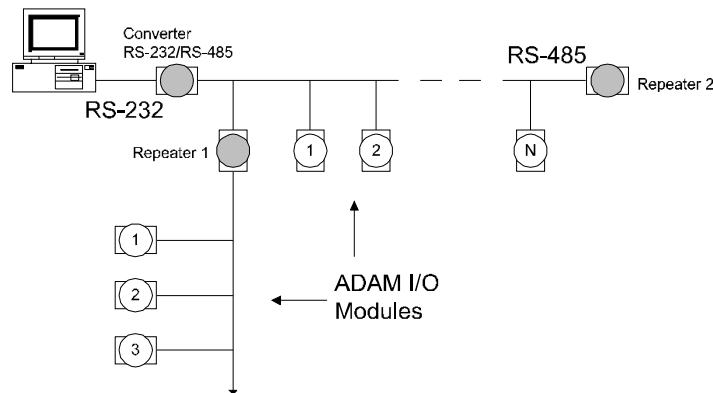 Converter
RS-232/RS-485
RS-485
Repeater 2
RS-232
Repeater 1
1
2
N
1
2
3
ADAM I/O
Modules